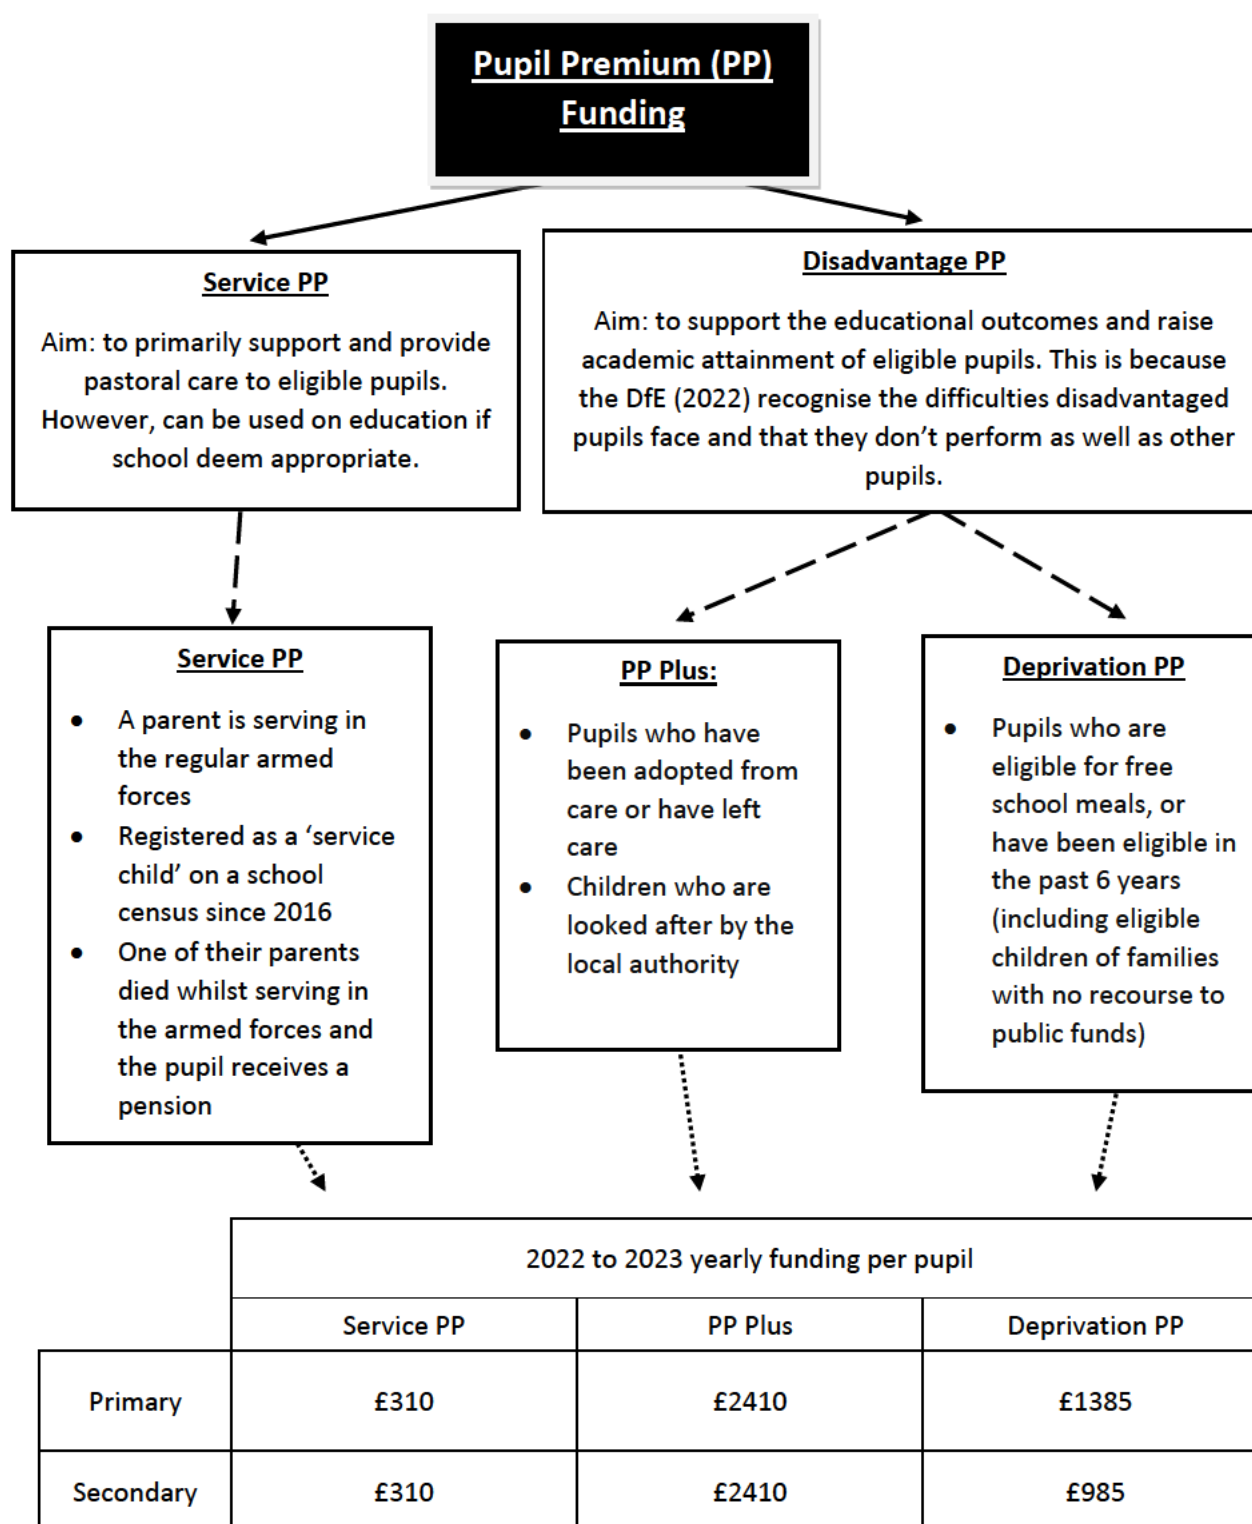 Pupil Premium (PP)
Funding
Service PP
Aim: to primarily support and provide
pastoral care to eligible pupils.
However, can be used on education if
school deem appropriate.
Disadvantage PP
Aim: to support the educational outcomes and raise
academic attainment of eligible pupils. This is because
the DfE (2022) recognise the difficulties disadvantaged
pupils face and that they don’t perform as well as other
pupils.
Service PP
● A parent is serving in
the regular armed
forces
● Registered as a ‘service
child’ on a school
census since 2016
● One of their parents
died whilst serving in
the armed forces and
the pupil receives a
pension
PP Plus:
● Pupils who have
been adopted from
care or have left
care
● Children who are
looked after by the
local authority
Deprivation PP
● Pupils who are
eligible for free
school meals, or
have been eligible in
the past 6 years
(including eligible
children of families
with no recourse to
public funds)
2022 to 2023 yearly funding per pupil
Service PP PP Plus Deprivation PP
Primary £310 £2410 £1385
Secondary £310 £2410 £985